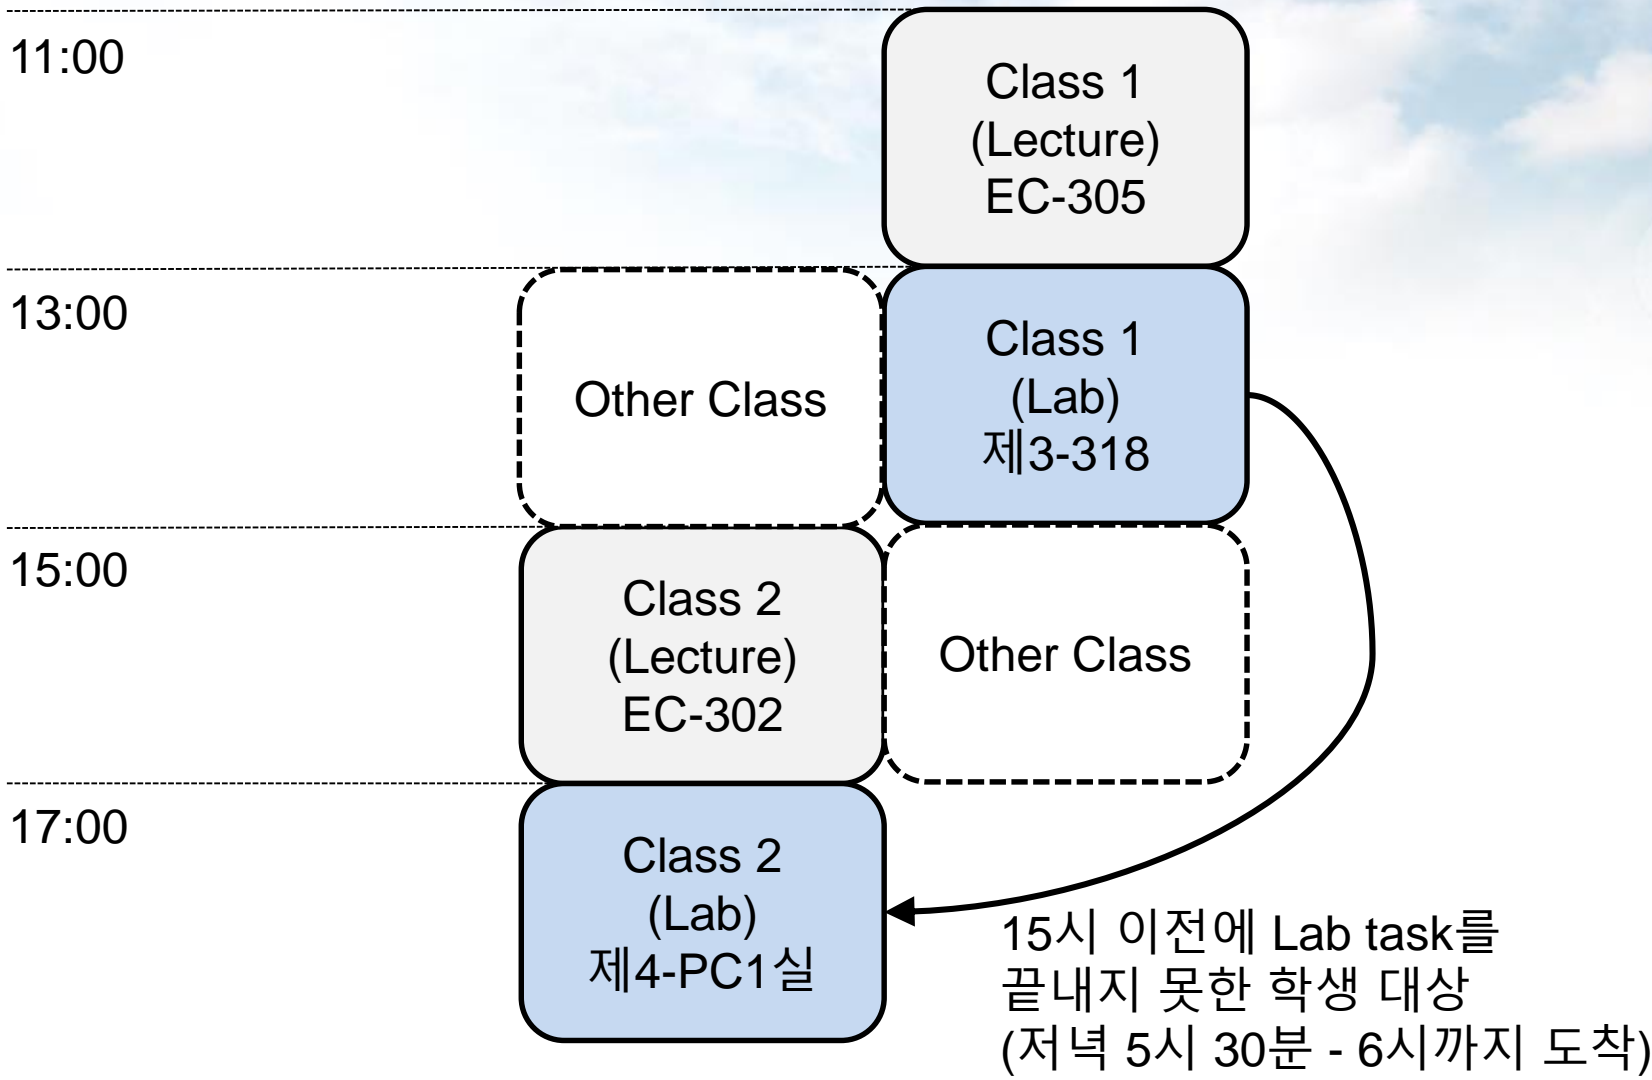 11:00
Class 1
(Lecture)
EC-305
13:00
Other Class
Class 1
(Lab)
제3-318
15:00
Class 2
(Lecture)
EC-302
Other Class
17:00
Class 2
(Lab)
제4-PC1실
15시 이전에 Lab task를
끝내지 못한 학생 대상
(저녁 5시 30분 - 6시까지 도착)